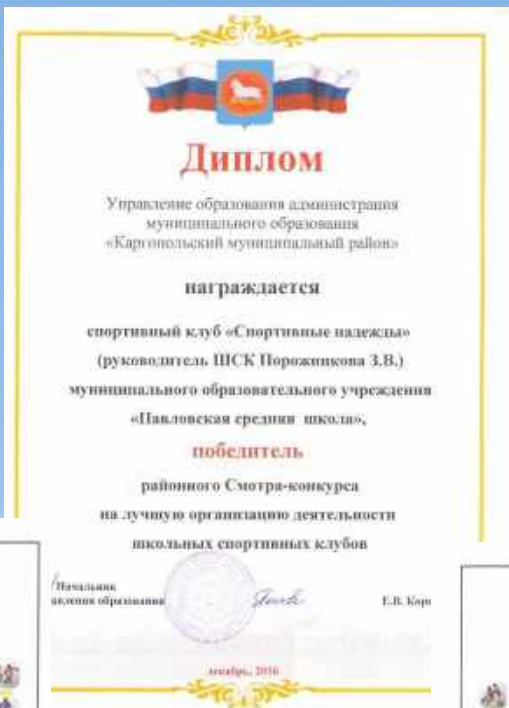 Диплом
Управление образования администрация
муниципального образования
«Каргопольский муниципальный район»
награждается
спортивный клуб «Спортивные надежды»
(руководитель ШСК Порожникова З.В.)
муниципального образовательного учреждения
«Павловская средняя школа»,
победитель
районного Смотра-конкурса
на лучшую организацию деятельности
школьных спортивных клубов
Начальник
образования
Е.В.
декабрь, 2016